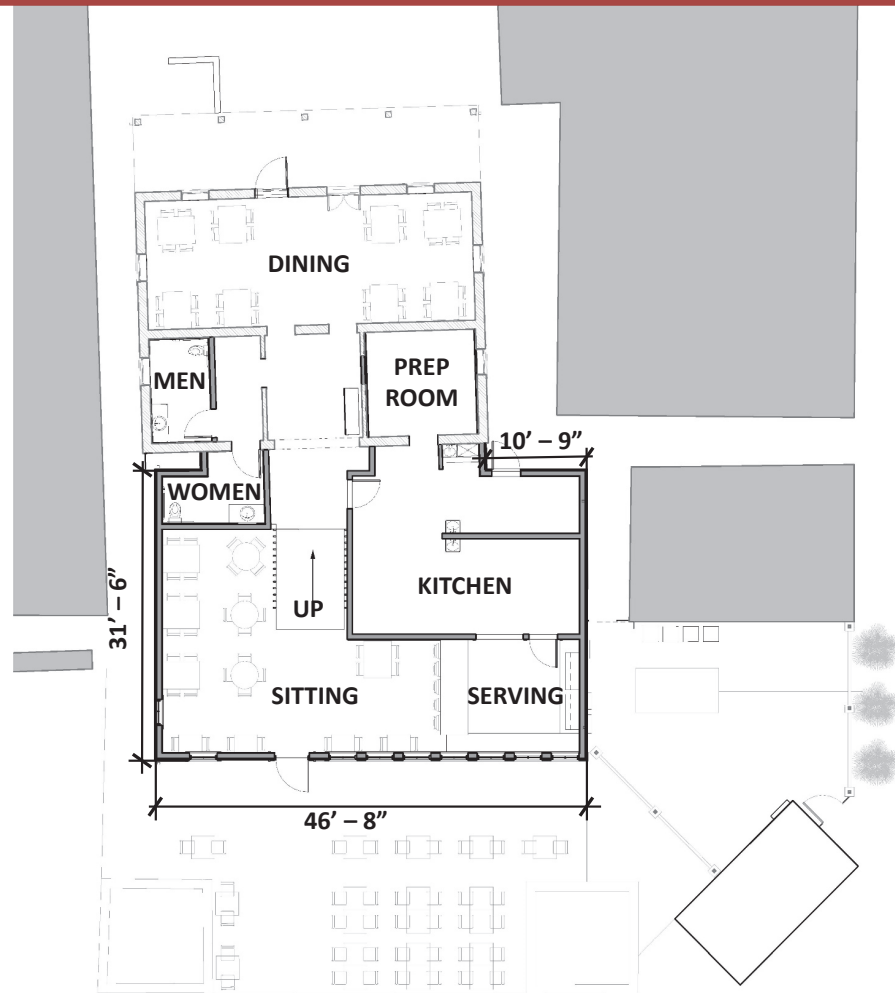 DINING
MEN
PREP
ROOM
10’ – 9”
WOMEN
KITCHEN
31’ – 6”
UP
SITTING
SERVING
46’ – 8”